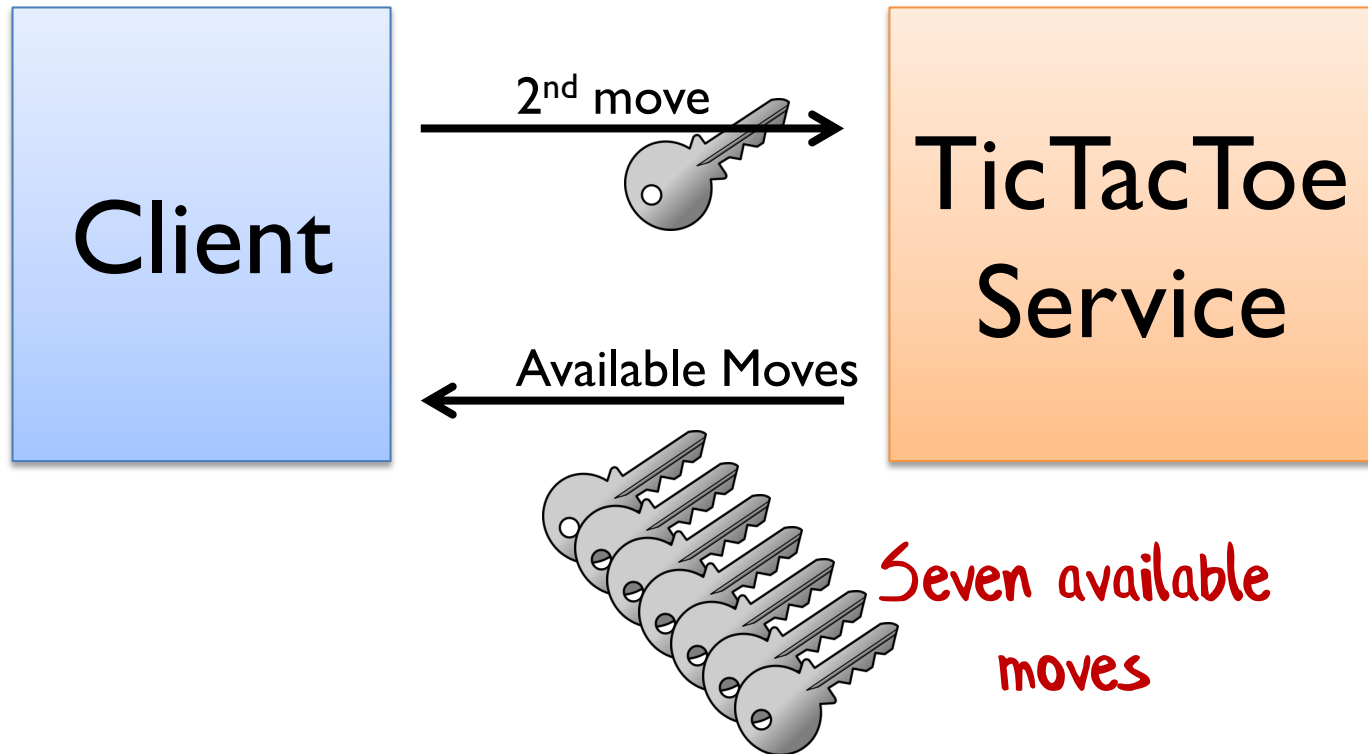 Client
2nd move
TicTacToe
Service
Available Moves
Seven available
moves